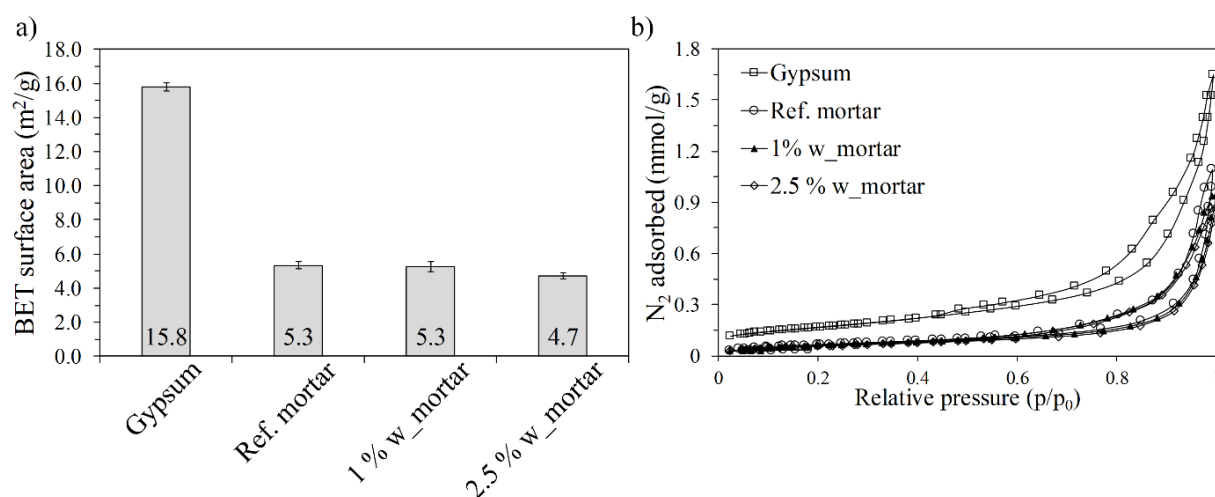 a)
BET surface area (m²/g)
18.0
16.0
14.0
12.0
10.0
8.0
6.0
4.0
2.0
0.0
15.8
5.3
5.3
4.7
Gypsum
Ref. mortar
1 % w_mortar
2.5 % w_mortar
b)
N₂ adsorbed (mmol/g)
1.8
1.5
1.2
0.9
0.6
0.3
0
Gypsum
Ref. mortar
1% w_mortar
2.5 % w_mortar
0 0.2 0.4 0.6 0.8
Relative pressure (p/p₀)